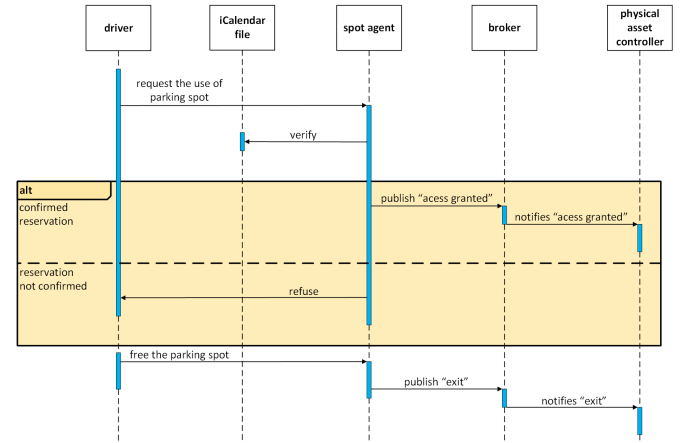 driver
iCalendar
file
spot agent
broker
physical
asset
controller
request the use of
parking spot
verify
alt
confirmed
reservation
publish “acess granted”
notifies “acess granted”
reservation
not confirmed
refuse
free the parking spot
publish “exit”
notifies “exit”